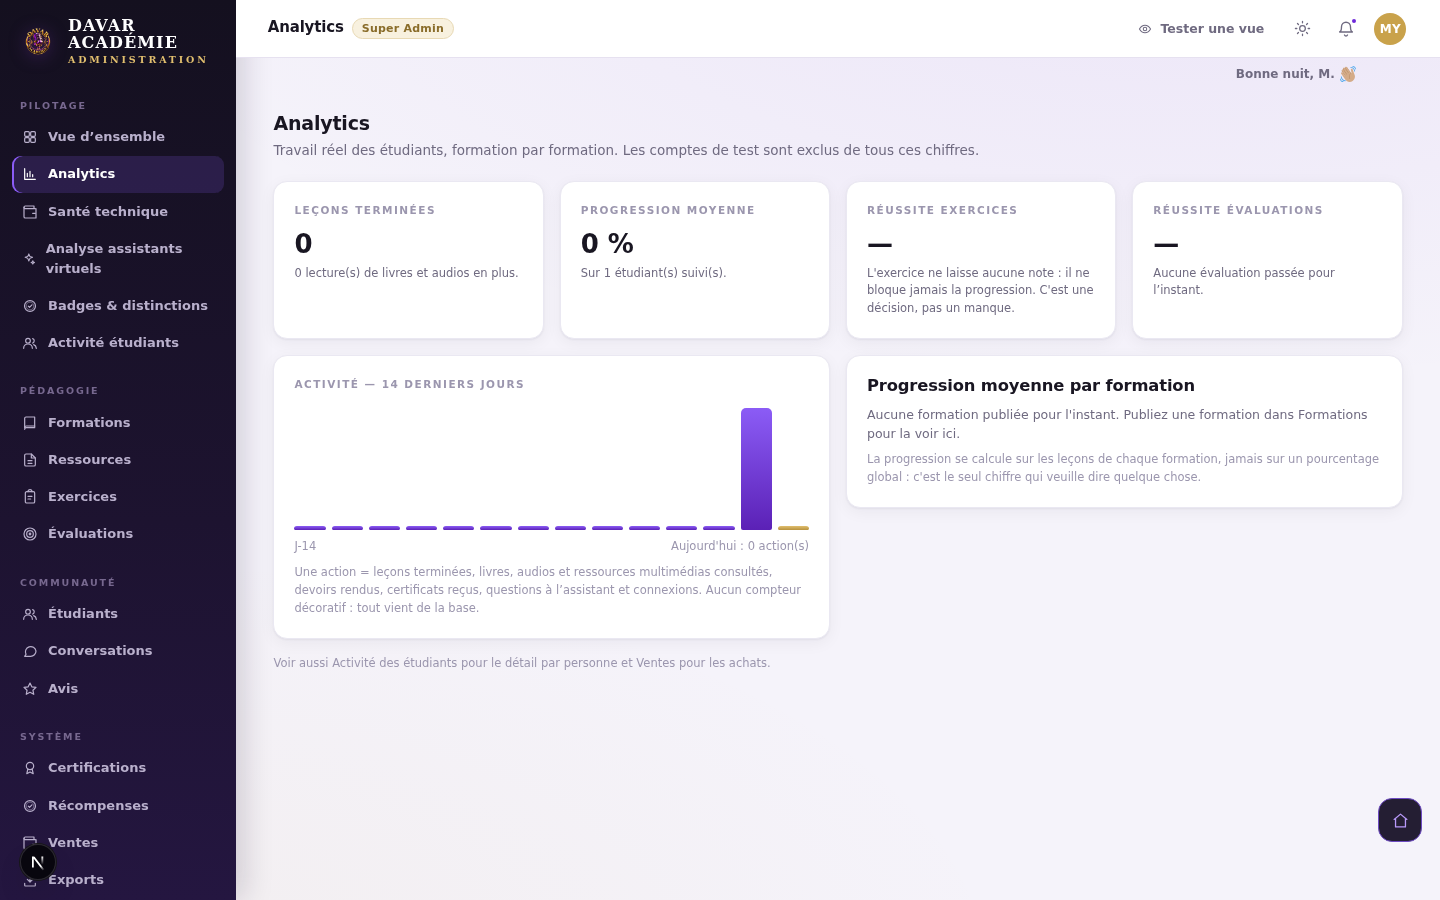 DAVAR
ACADÉMIE
ADMINISTRATION
PILOTAGE
Vue d’ensemble
Analytics
Santé technique
Analyse assistants
virtuels
Badges & distinctions
Activité étudiants
PÉDAGOGIE
Formations
Ressources
Exercices
Évaluations
COMMUNAUTÉ
Étudiants
Conversations
Avis
SYSTÈME
Certifications
Récompenses
Ventes
Exports
N
Analytics Super Admin
Tester une vue
MY
Bonne nuit, M. 👋🏽
Analytics
Travail réel des étudiants, formation par formation. Les comptes de test sont exclus de tous ces chiffres.
LEÇONS TERMINÉES
0
0 lecture(s) de livres et audios en plus.
PROGRESSION MOYENNE
0 %
Sur 1 étudiant(s) suivi(s).
RÉUSSITE EXERCICES
—
L'exercice ne laisse aucune note : il ne
bloque jamais la progression. C'est une
décision, pas un manque.
RÉUSSITE ÉVALUATIONS
—
Aucune évaluation passée pour
l’instant.
ACTIVITÉ — 14 DERNIERS JOURS
J-14
Aujourd'hui : 0 action(s)
Une action = leçons terminées, livres, audios et ressources multimédias consultés,
devoirs rendus, certificats reçus, questions à l’assistant et connexions. Aucun compteur
décoratif : tout vient de la base.
Progression moyenne par formation
Aucune formation publiée pour l'instant. Publiez une formation dans Formations
pour la voir ici.
La progression se calcule sur les leçons de chaque formation, jamais sur un pourcentage
global : c'est le seul chiffre qui veuille dire quelque chose.
Voir aussi Activité des étudiants pour le détail par personne et Ventes pour les achats.